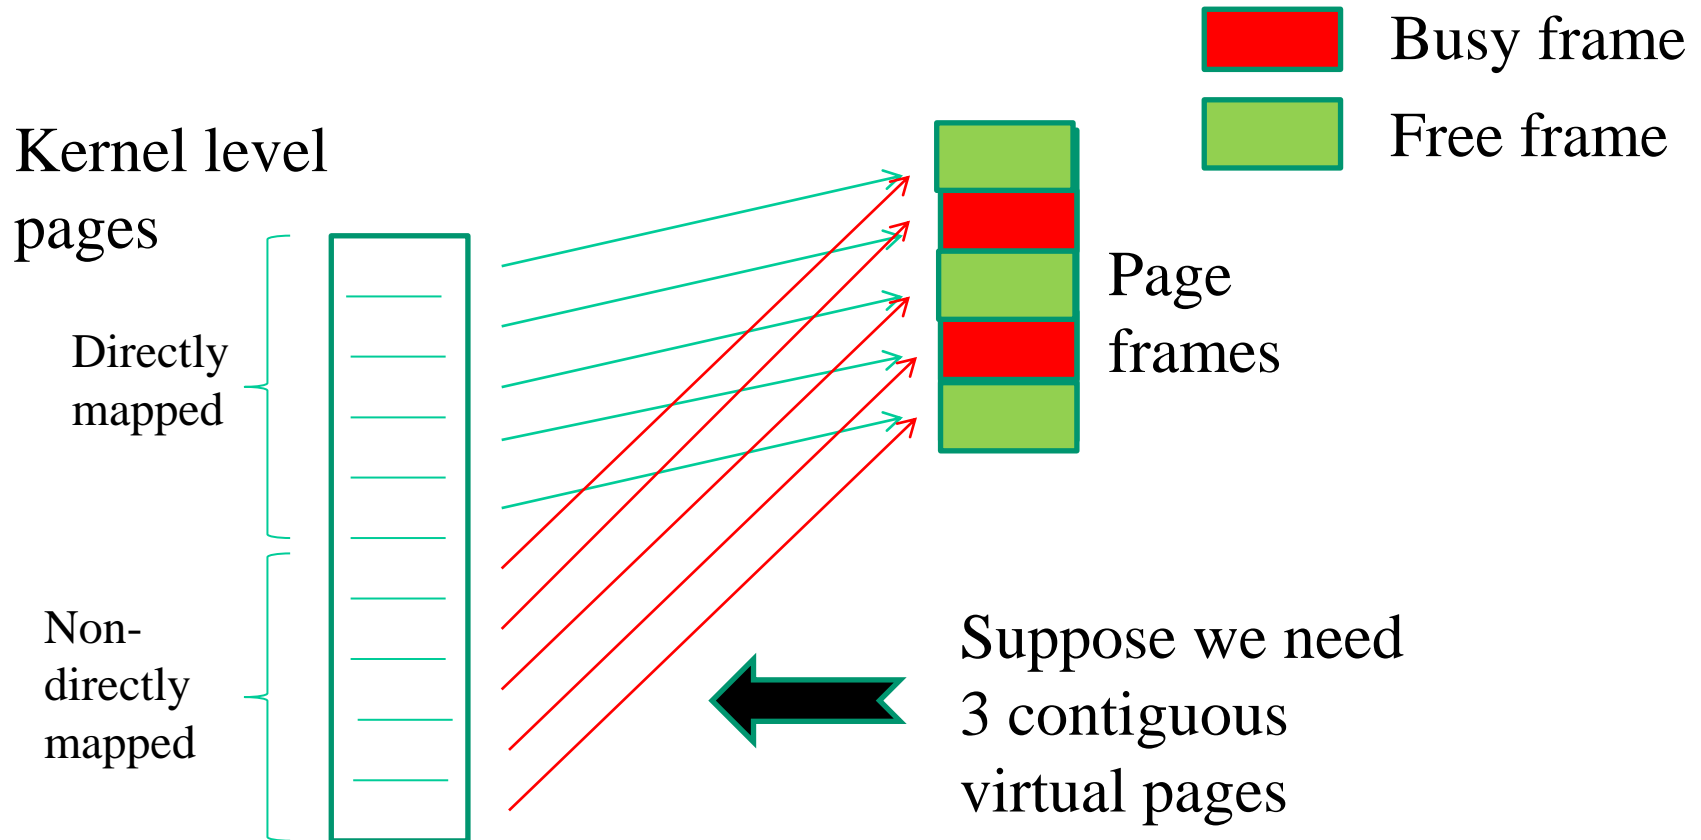 Busy frame
Free frame
Kernel level
pages
Directly
mapped
Page
frames
Non-
directly
mapped
Suppose we need
3 contiguous
virtual pages